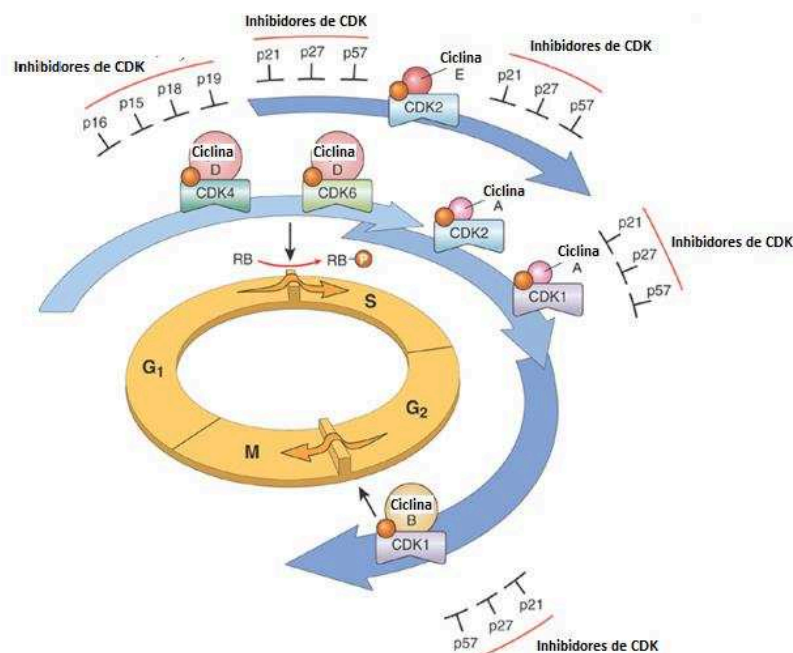 Inhibidores de CDK
p21 p27 p57
Inhibidores de CDK
p16 p15 p18 p19
Ciclina
E
CDK2
Inhibidores de CDK
p21
p27
p57
Ciclina
D
CDK4
Ciclina
D
CDK6
Ciclina
A
CDK2
Ciclina
A
CDK1
p21
p27
p57
Inhibidores de CDK
RB
RB
P
S
G1
G2
M
Ciclina
B
CDK1
p21
p27
p57
Inhibidores de CDK